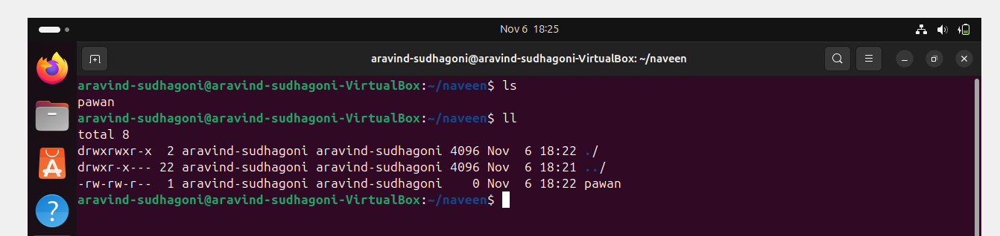 Nov 6 18:25
aravind-sudhagoni@aravind-sudhagoni-VirtualBox: ~/naveen
aravind-sudhagoni@aravind-sudhagoni-VirtualBox:~/naveen$ ls
pawan
aravind-sudhagoni@aravind-sudhagoni-VirtualBox:~/naveen$ ll
total 8
drwxrwxr-x  2 aravind-sudhagoni aravind-sudhagoni 4096 Nov  6 18:22 ./
drwxr-x--- 22 aravind-sudhagoni aravind-sudhagoni 4096 Nov  6 18:21 ../
-rw-rw-r--  1 aravind-sudhagoni aravind-sudhagoni    0 Nov  6 18:22 pawan
aravind-sudhagoni@aravind-sudhagoni-VirtualBox:~/naveen$